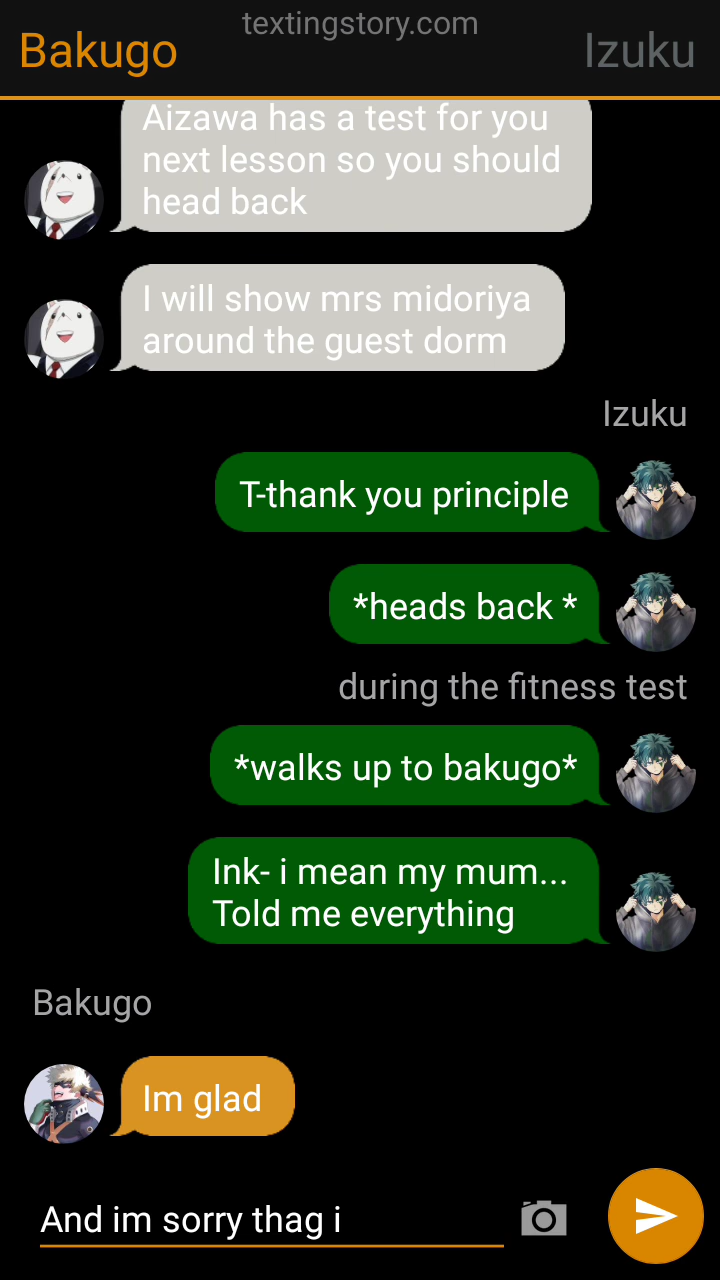 textingstory.com
Bakugo
Izuku
Aizawa has a test for you
next lesson so you should
head back
I will show mrs midoriya
around the guest dorm
Izuku
T-thank you principle
*heads back *
during the fitness test
*walks up to bakugo*
Ink- i mean my mum...
Told me everything
Bakugo
Im glad
And im sorry thag i